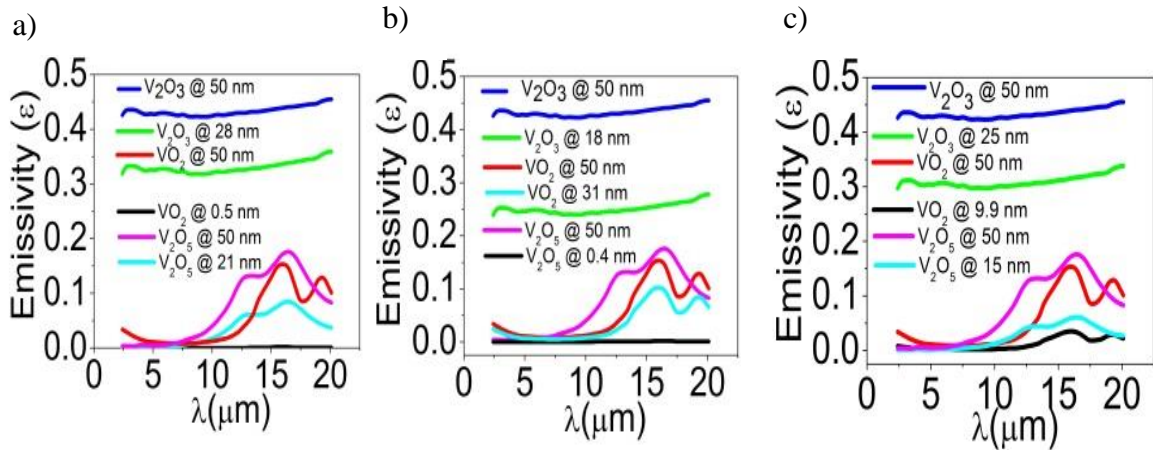 a)
0.5
0.4
0.3
0.2
0.1
0.0
Emissivity (ε)
V₂O₃ @ 50 nm
V₂O₃ @ 28 nm
VO₂ @ 50 nm
VO₂ @ 0.5 nm
V₂O₅ @ 50 nm
V₂O₅ @ 21 nm
0 5 10 15 20
λ(μm)
b)
0.5
0.4
0.3
0.2
0.1
0.0
Emissivity (ε)
V₂O₃ @ 50 nm
V₂O₃ @ 18 nm
VO₂ @ 50 nm
VO₂ @ 31 nm
V₂O₅ @ 50 nm
V₂O₅ @ 0.4 nm
0 5 10 15 20
λ(μm)
c)
0.5
0.4
0.3
0.2
0.1
0.0
Emissivity (ε)
V₂O₃ @ 50 nm
V₂O₃ @ 25 nm
VO₂ @ 50 nm
VO₂ @ 9.9 nm
V₂O₅ @ 50 nm
V₂O₅ @ 15 nm
0 5 10 15 20
λ(μm)